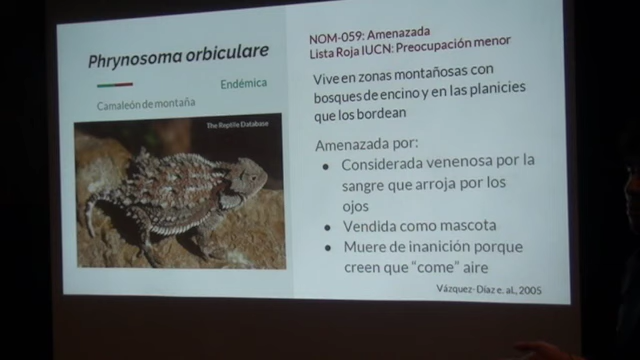 Phrynosoma orbiculare
Endémica
Camaleón de montaña
The Reptile Database
NOM-059: Amenazada
Lista Roja IUCN: Preocupación menor
Vive en zonas montañosas con
bosques de encino y en las planicies
que los bordean
Amenazada por:
● Considerada venenosa por la
sangre que arroja por los
ojos
● Vendida como mascota
● Muere de inanición porque
creen que “come” aire
Vázquez-Díaz e. al., 2005